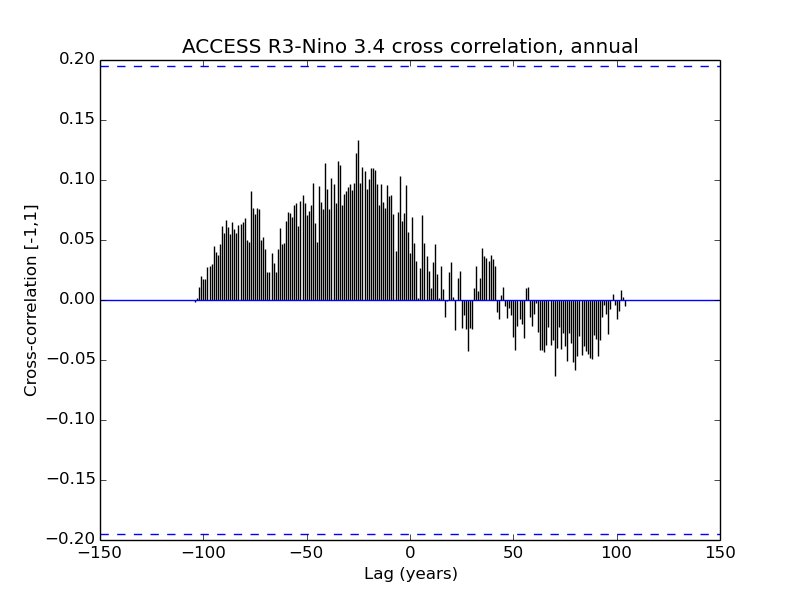 ACCESS R3-Nino 3.4 cross correlation, annual
0.20
0.15
0.10
0.05
0.00
−0.05
−0.10
−0.15
−0.20
Cross-correlation [-1,1]
−150 −100 −50 0 50 100 150
Lag (years)